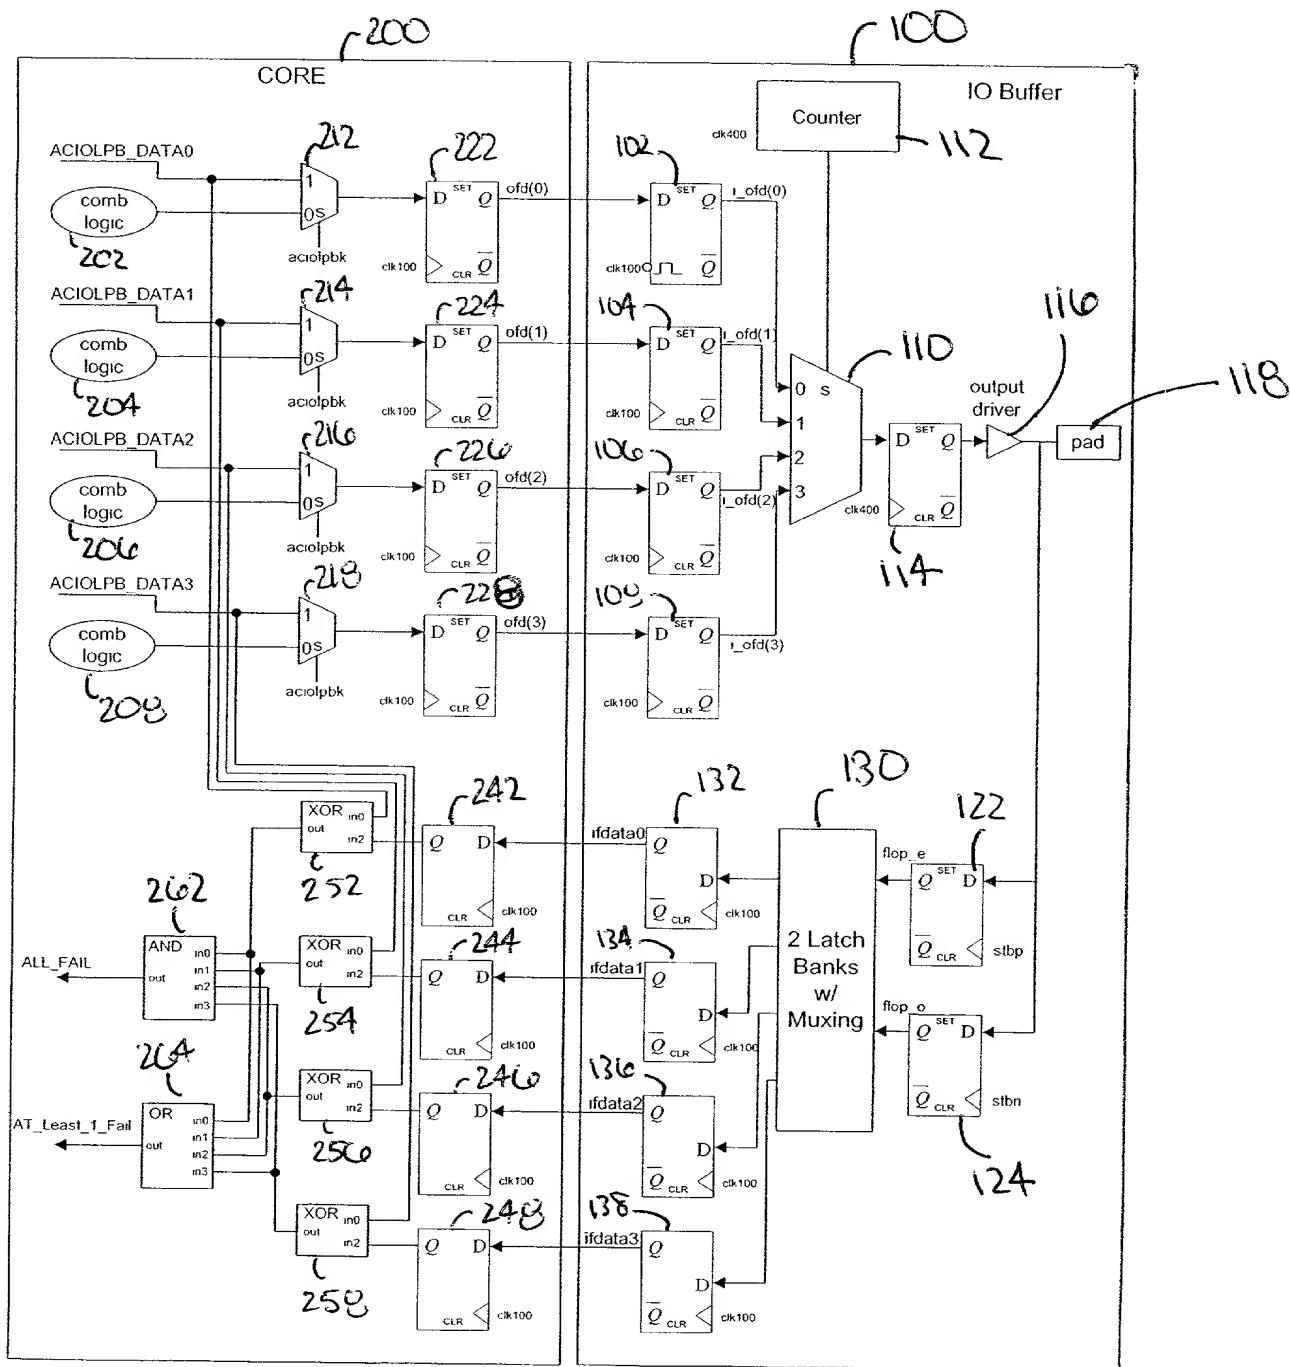 200
100
CORE
IO Buffer
Counter
clk400
112
ACIOLPB_DATA0
212
222
102
comb
logic
202
1
0s
aciolpbk
D SET Q
ofd(0)
clk100
CLR Q
D SET Q
ı_ofd(0)
clk100
Q
ACIOLPB_DATA1
214
224
104
comb
logic
204
1
0s
aciolpbk
D SET Q
ofd(1)
clk100
CLR Q
D SET Q
ı_ofd(1)
clk100
CLR Q
116
110
118
0 s
1
2
3
output
driver
pad
D SET Q
clk400
CLR Q
114
ACIOLPB_DATA2
216
226
106
comb
logic
206
1
0s
aciolpbk
D SET Q
ofd(2)
clk100
CLR Q
D SET Q
ı_ofd(2)
clk100
CLR Q
ACIOLPB_DATA3
218
228
108
comb
logic
208
1
0s
aciolpbk
D SET Q
ofd(3)
clk100
CLR Q
D SET Q
ı_ofd(3)
clk100
CLR Q
242
132
130
122
XOR in0
out
in2
252
Q D
CLR
clk100
ifdata0
Q
D
Q CLR
clk100
2 Latch
Banks
w/
Muxing
flop_e
Q SET D
Q CLR
stbp
262
AND
in0
in1
in2
in3
out
ALL_FAIL
XOR
in0
out
in2
254
244
Q D
CLR
clk100
ifdata1
134
Q
D
Q CLR
clk100
flop_o
Q SET D
Q CLR
stbn
124
264
OR
in0
in1
in2
in3
out
AT_Least_1_Fail
XOR
in0
out
in2
256
246
Q D
CLR
clk100
ifdata2
136
Q
D
Q CLR
clk100
XOR in0
out
in2
258
248
Q D
CLR
clk100
ifdata3
138
Q
D
Q CLR
clk100